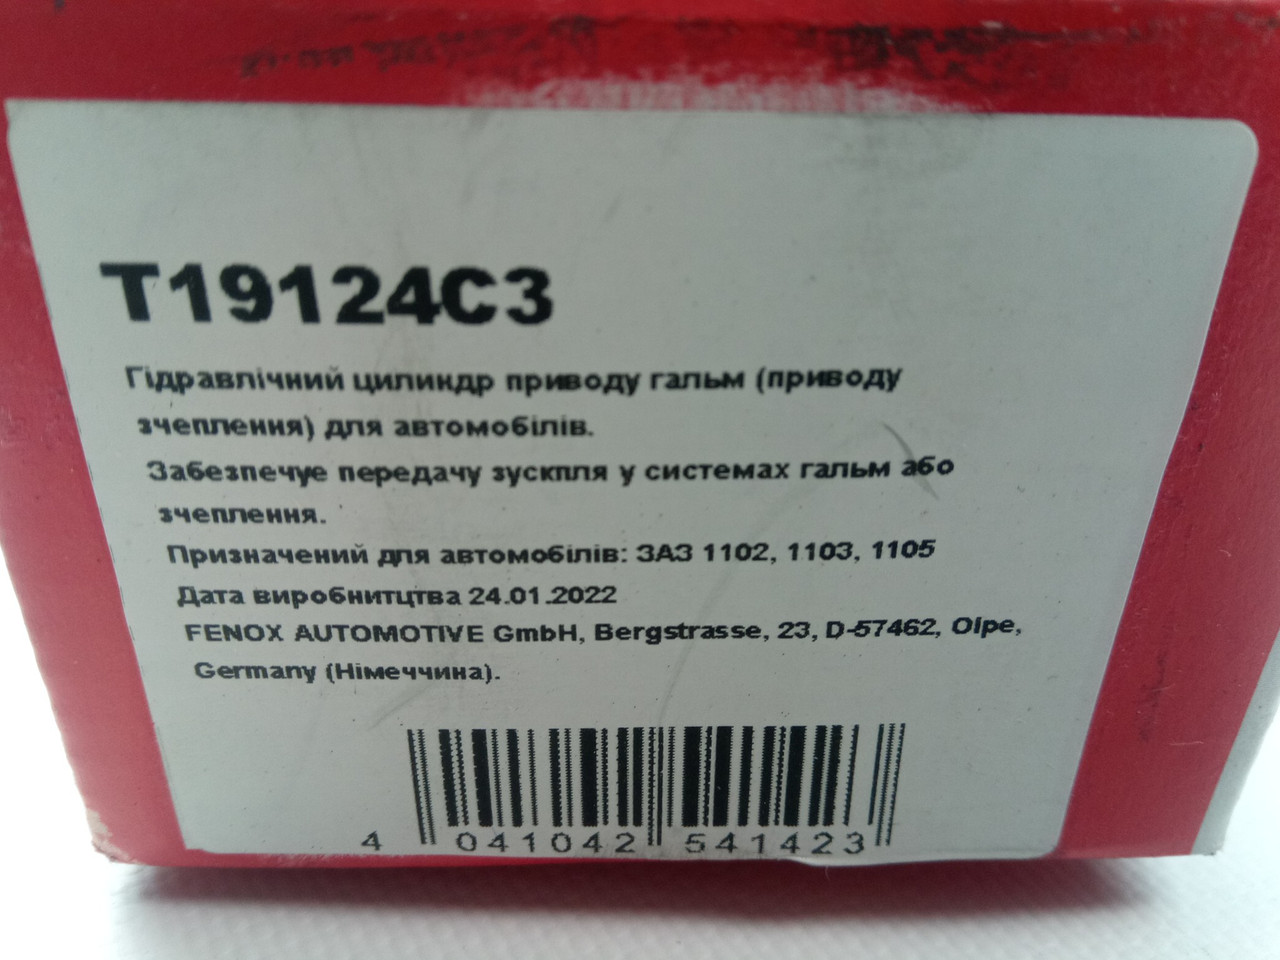 T19124C3
Гідравлічний циліндр приводу гальм (приводу
зчеплення) для автомобілів.
Забезпечує передачу зускпля у системах гальм або
зчеплення.
Призначений для автомобілів: ЗАЗ 1102, 1103, 1105
Дата виробнитцтва 24.01.2022
FENOX AUTOMOTIVE GmbH, Bergstrasse, 23, D-57462, Olpe,
Germany (Німеччина).
4 041042 541423